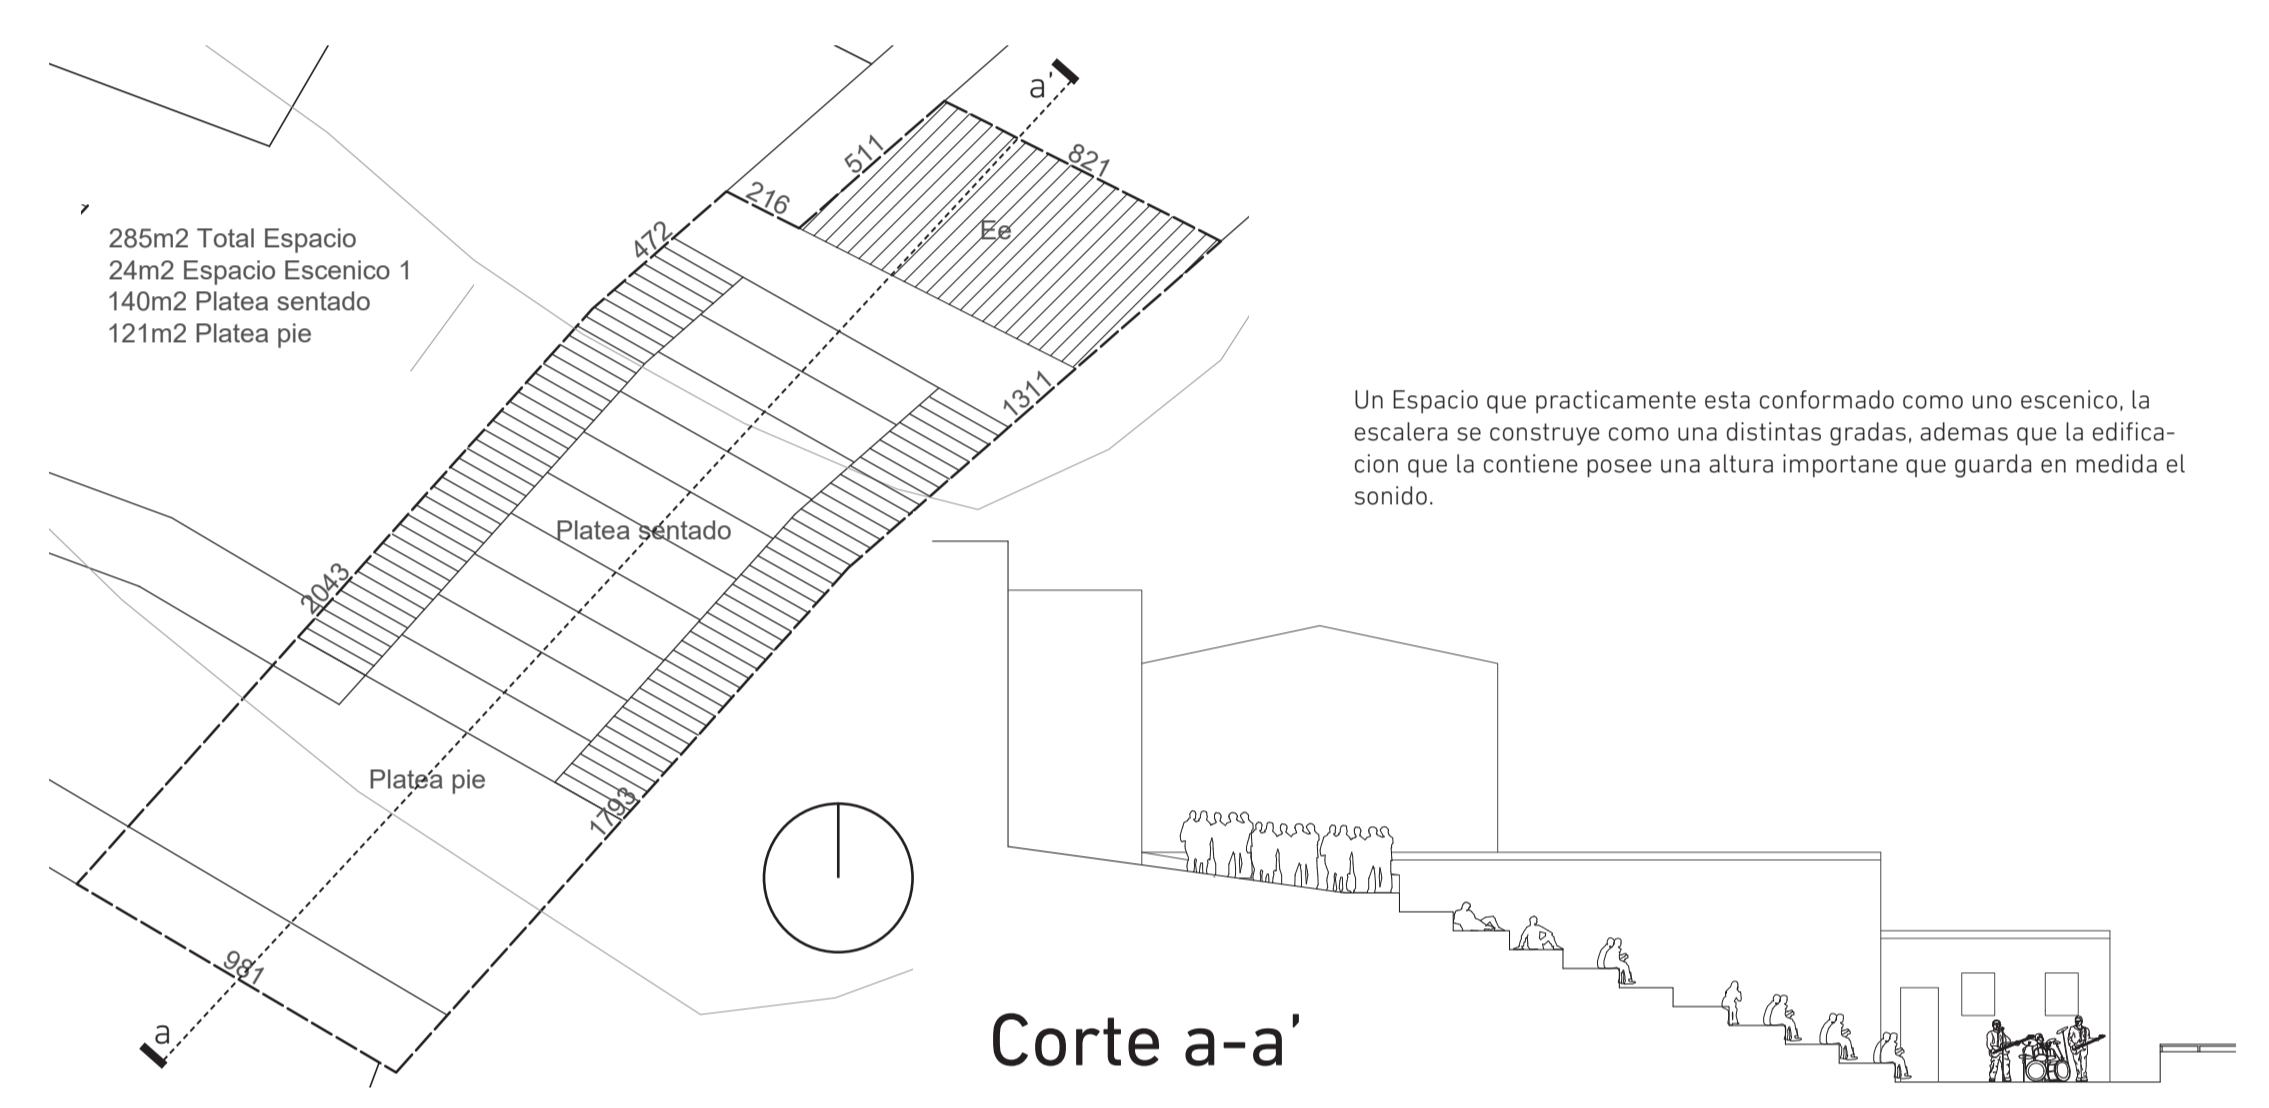 a'
511
821
216
Ee
472
285m2 Total Espacio
24m2 Espacio Escenico 1
140m2 Platea sentado
121m2 Platea pie
1311
Un Espacio que practicamente esta conformado como uno escenico, la
escalera se construye como una distintas gradas, ademas que la edifica-
cion que la contiene posee una altura importane que guarda en medida el
sonido.
Platea sentado
2043
Platea pie
1793
981
a
Corte a-a'